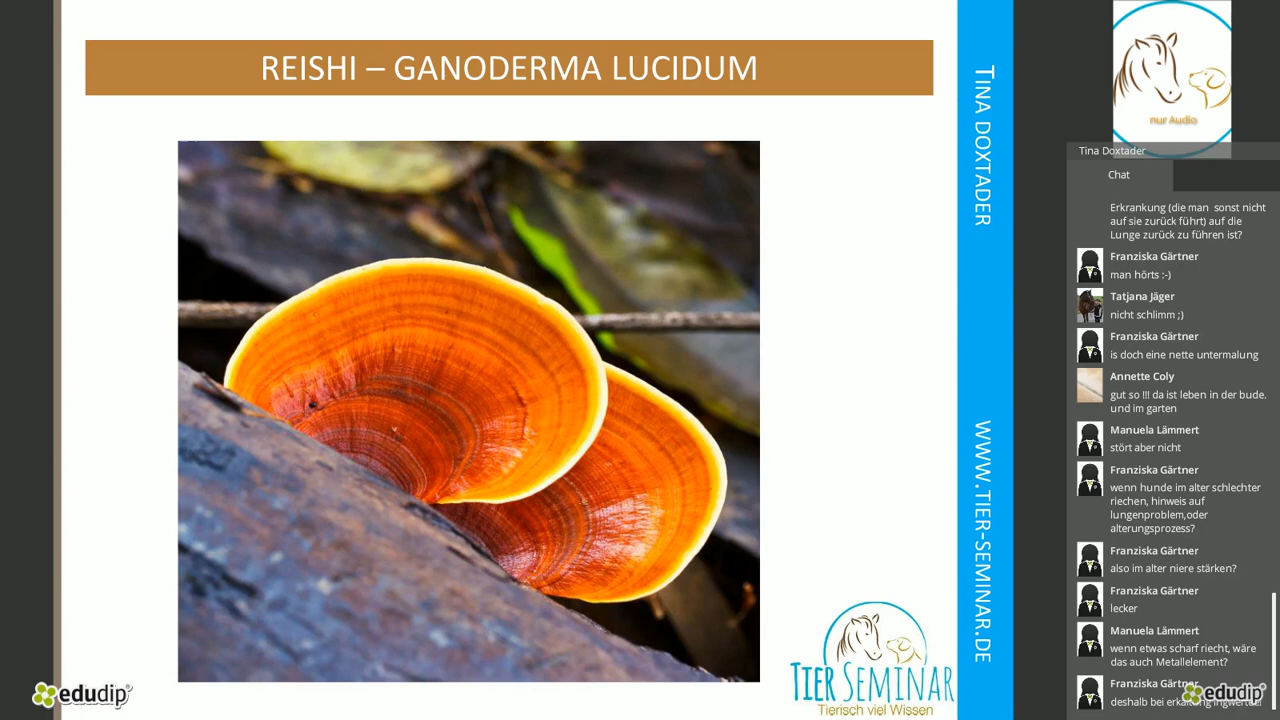 REISHI – GANODERMA LUCIDUM
TINA DOXTADER
WWW.TIER-SEMINAR.DE
TIER SEMINAR
Tierisch viel Wissen
edudip
nur Audio
Tina Doxtader
Chat
Erkrankung (die man sonst nicht
auf sie zurück führt) auf die
Lunge zurück zu führen ist?
Franziska Gärtner
man hörts :-)
Tatjana Jäger
nicht schlimm ;)
Franziska Gärtner
is doch eine nette untermalung
Annette Coly
gut so !!! da ist leben in der bude.
und im garten
Manuela Lämmert
stört aber nicht
Franziska Gärtner
wenn hunde im alter schlechter
riechen, hinweis auf
lungenproblem,oder
alterungsprozess?
Franziska Gärtner
also im alter niere stärken?
Franziska Gärtner
lecker
Manuela Lämmert
wenn etwas scharf riecht, wäre
das auch Metallelement?
Franziska Gärtner
deshalb bei
edudip